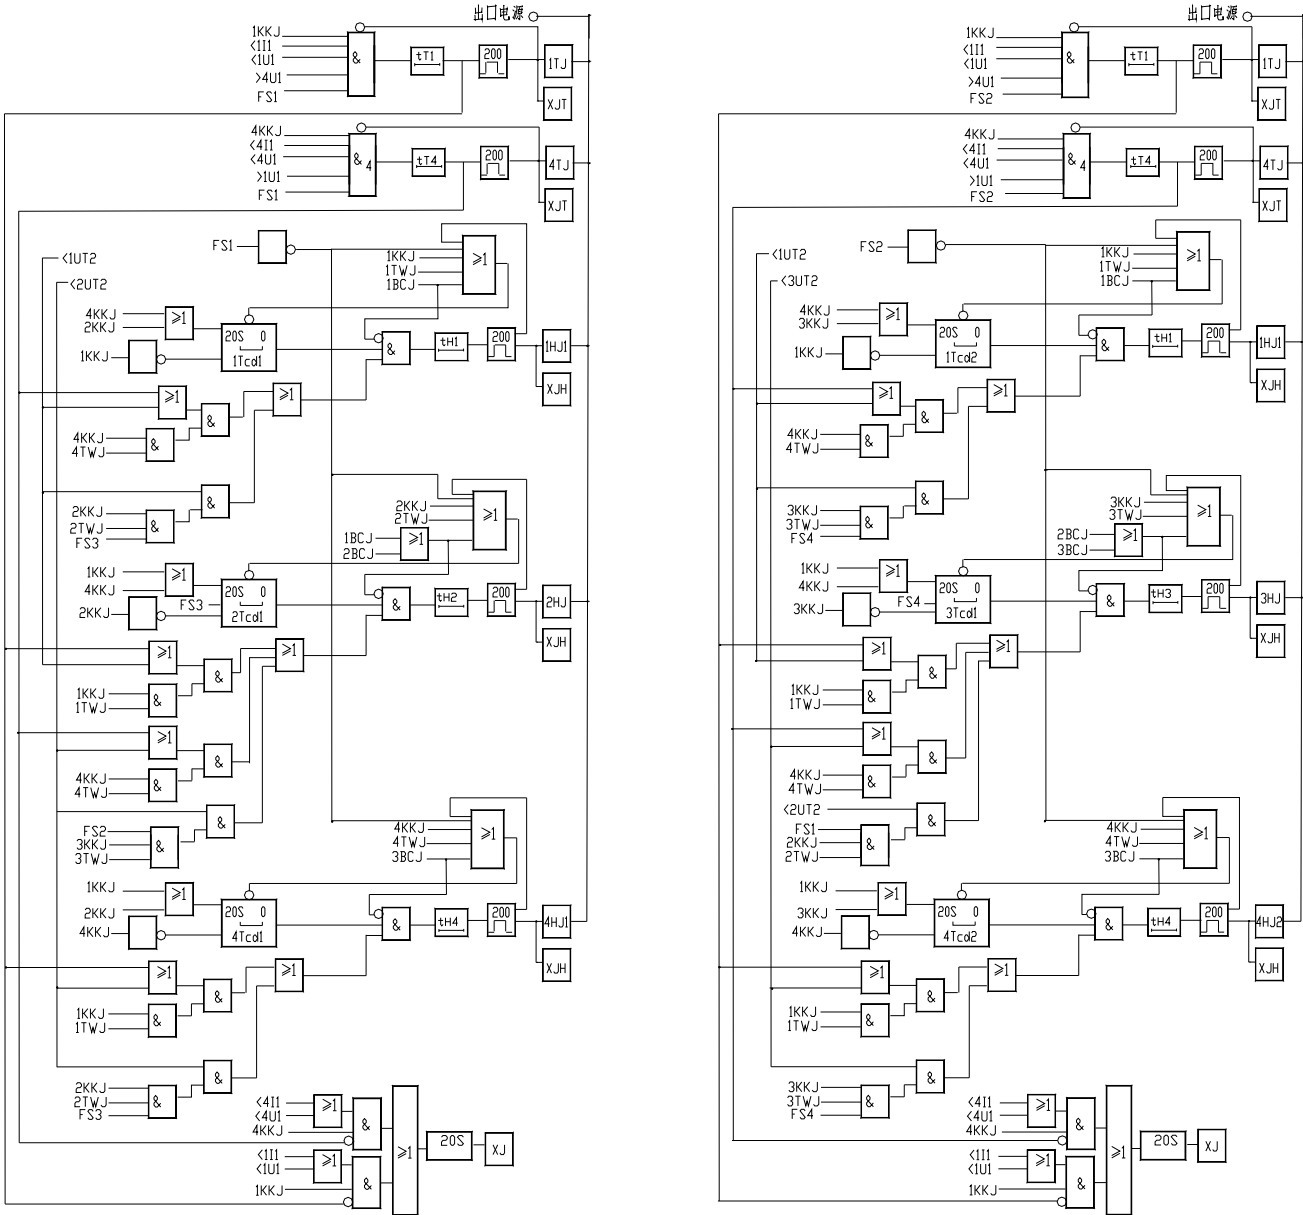 出口电源
1KKJ
<1I1
<1U1
>4U1
FS1
&
tT1
200
1TJ
XJT
4KKJ
<4I1
<4U1
>1U1
FS1
& 4
tT4
200
4TJ
XJT
FS1
1KKJ
1TWJ
1BCJ
≥1
<1UT2
<2UT2
4KKJ
2KKJ
≥1
1KKJ
20S 0
1Tcd1
&
tH1
200
1HJ1
XJH
≥1
&
≥1
4KKJ
4TWJ
&
&
2KKJ
2TWJ
FS3
&
2KKJ
2TWJ
≥1
1BCJ
2BCJ
≥1
1KKJ
4KKJ
≥1
FS3
2KKJ
20S 0
2Tcd1
&
tH2
200
2HJ
XJH
≥1
&
≥1
1KKJ
1TWJ
&
≥1
&
4KKJ
4TWJ
&
&
FS2
3KKJ
3TWJ
&
4KKJ
4TWJ
3BCJ
≥1
1KKJ
2KKJ
≥1
4KKJ
20S 0
4Tcd1
&
tH4
200
4HJ1
XJH
≥1
&
≥1
1KKJ
1TWJ
&
&
2KKJ
2TWJ
FS3
&
<4I1
<4U1
4KKJ
≥1
&
<1I1
<1U1
1KKJ
≥1
&
≥1
20S
XJ
出口电源
1KKJ
<1I1
<1U1
>4U1
FS2
&
tT1
200
1TJ
XJT
4KKJ
<4I1
<4U1
>1U1
FS2
& 4
tT4
200
4TJ
XJT
FS2
1KKJ
1TWJ
1BCJ
≥1
<1UT2
<3UT2
4KKJ
3KKJ
≥1
1KKJ
20S 0
1Tcd2
&
tH1
200
1HJ1
XJH
≥1
&
≥1
4KKJ
4TWJ
&
&
3KKJ
3TWJ
FS4
&
3KKJ
3TWJ
≥1
2BCJ
3BCJ
≥1
1KKJ
4KKJ
≥1
FS4
3KKJ
20S 0
3Tcd1
&
tH3
200
3HJ
XJH
≥1
&
≥1
1KKJ
1TWJ
&
≥1
&
4KKJ
4TWJ
&
<2UT2
&
FS1
2KKJ
2TWJ
&
4KKJ
4TWJ
3BCJ
≥1
1KKJ
3KKJ
≥1
4KKJ
20S 0
4Tcd2
&
tH4
200
4HJ2
XJH
≥1
&
≥1
1KKJ
1TWJ
&
&
3KKJ
3TWJ
FS4
&
<4I1
<4U1
4KKJ
≥1
&
<1I1
<1U1
1KKJ
≥1
&
≥1
20S
XJ